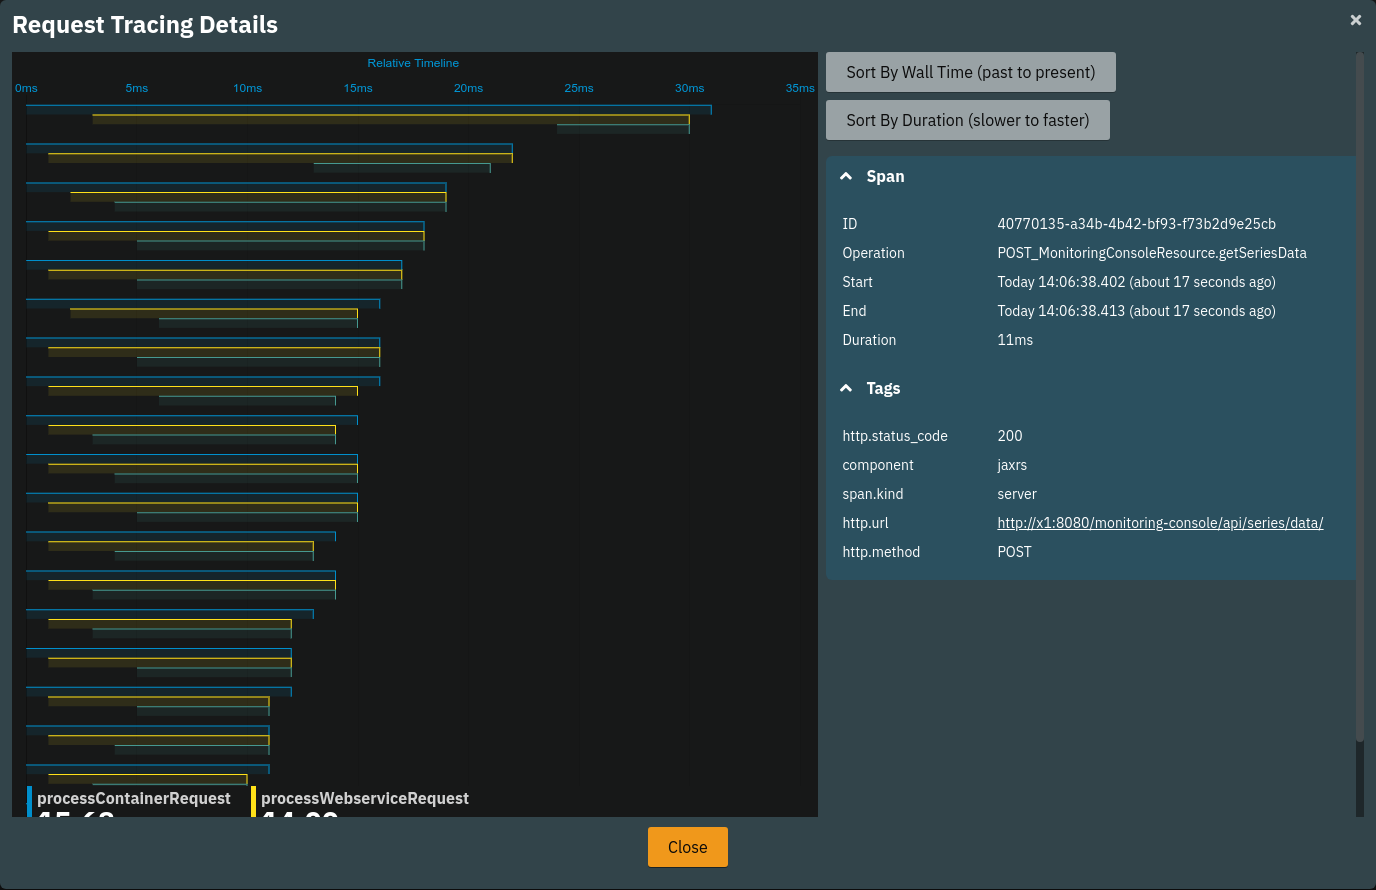 Request Tracing Details
×
Relative Timeline
0ms 5ms 10ms 15ms 20ms 25ms 30ms 35ms
Sort By Wall Time (past to present)
Sort By Duration (slower to faster)
Span
ID 40770135-a34b-4b42-bf93-f73b2d9e25cb
Operation POST_MonitoringConsoleResource.getSeriesData
Start Today 14:06:38.402 (about 17 seconds ago)
End Today 14:06:38.413 (about 17 seconds ago)
Duration 11ms
Tags
http.status_code 200
component jaxrs
span.kind server
http.url http://x1:8080/monitoring-console/api/series/data/
http.method POST
processContainerRequest processWebserviceRequest
Close